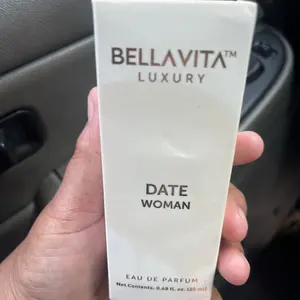 BELLAVITA™
LUXURY
DATE
WOMAN
EAU DE PARFUM
Net Contents: 0.68 fl. oz. (20 ml)